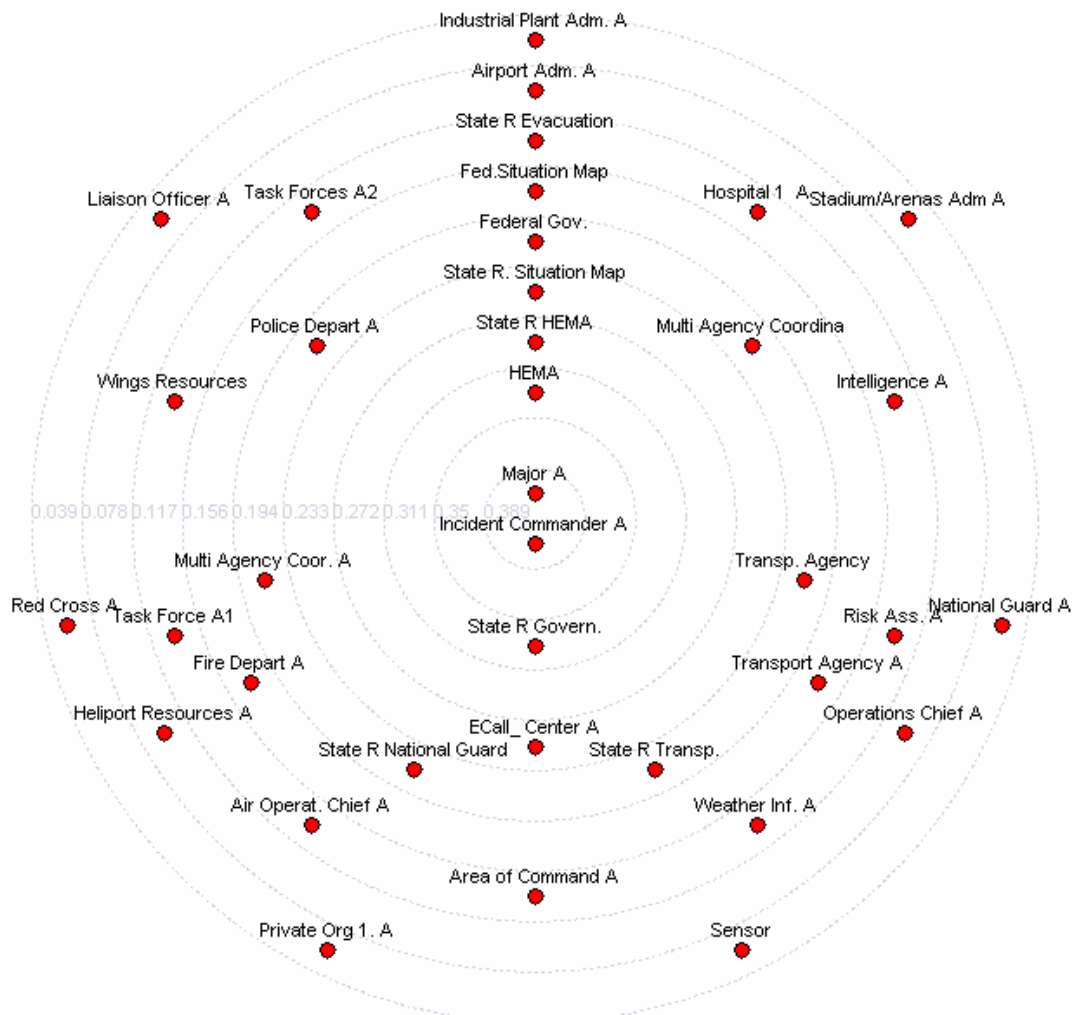 Industrial Plant Adm. A
Airport Adm. A
State R Evacuation
Fed.Situation Map
Liaison Officer A
Task Forces A2
Hospital 1 A
Stadium/Arenas Adm A
Federal Gov.
State R. Situation Map
Police Depart A
State R HEMA
Multi Agency Coordina
Wings Resources
HEMA
Intelligence A
Major A
0.039 0.078 0.117 0.156 0.194 0.233 0.272 0.311 0.35 0.389
Incident Commander A
Multi Agency Coor. A
Transp. Agency
Red Cross A
Task Force A1
State R Govern.
Risk Ass. A
National Guard A
Fire Depart A
Transport Agency A
Heliport Resources A
ECall_ Center A
Operations Chief A
State R National Guard
State R Transp.
Air Operat. Chief A
Weather Inf. A
Area of Command A
Private Org 1. A
Sensor